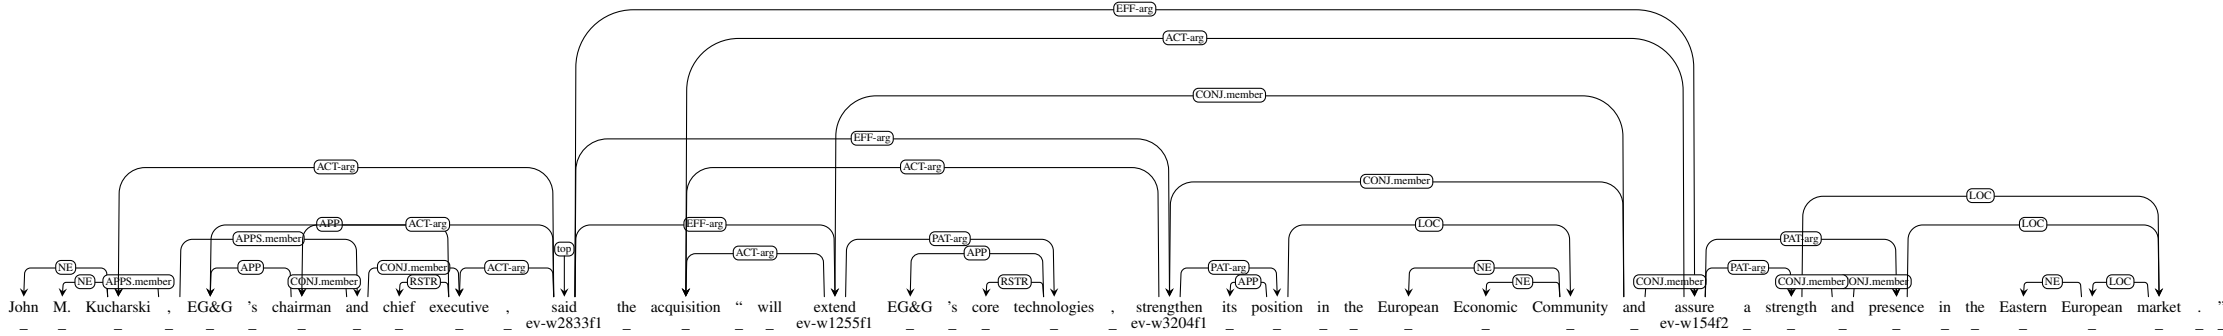 EFF-arg
ACT-arg
CONJ.member
EFF-arg
ACT-arg ACT-arg
CONJ.member
LOC
APP ACT-arg EFF-arg LOC LOC
APPS.member PAT-arg PAT-arg
top ACT-arg APP
NE APP CONJ.member ACT-arg PAT-arg NE PAT-arg
NE APPS.member CONJ.member RSTR RSTR APP NE CONJ.member CONJ.member CONJ.member NE LOC
John M. Kucharski , EG&G 's chairman and chief executive , said the acquisition “ will extend EG&G 's core technologies , strengthen its position in the European Economic Community and assure a strength and presence in the Eastern European market . ”
_ _ _ _ _ _ _ _ _ _ _ ev-w2833f1 _ _ _ _ ev-w1255f1 _ _ _ _ _ ev-w3204f1 _ _ _ _ _ _ _ _ ev-w154f2 _ _ _ _ _ _ _ _ _ _ _